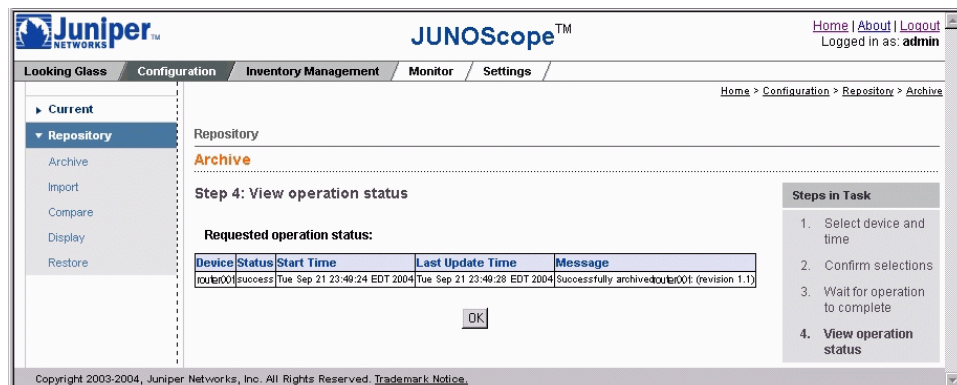 Juniper NETWORKS TM
JUNOScope TM
Home | About | Logout
Logged in as: admin
Looking Glass / Configuration / Inventory Management / Monitor / Settings /
Home > Configuration > Repository > Archive
Current
Repository
Archive
Import
Compare
Display
Restore
Repository
Archive
Step 4: View operation status
Requested operation status:
Device Status Start Time Last Update Time Message
router001 success Tue Sep 21 23:49:24 EDT 2004 Tue Sep 21 23:49:28 EDT 2004 Successfully archivedrouter001: (revision 1.1)
OK
Steps in Task
1. Select device and
time
2. Confirm selections
3. Wait for operation
to complete
4. View operation
status
Copyright 2003-2004, Juniper Networks, Inc. All Rights Reserved. Trademark Notice.